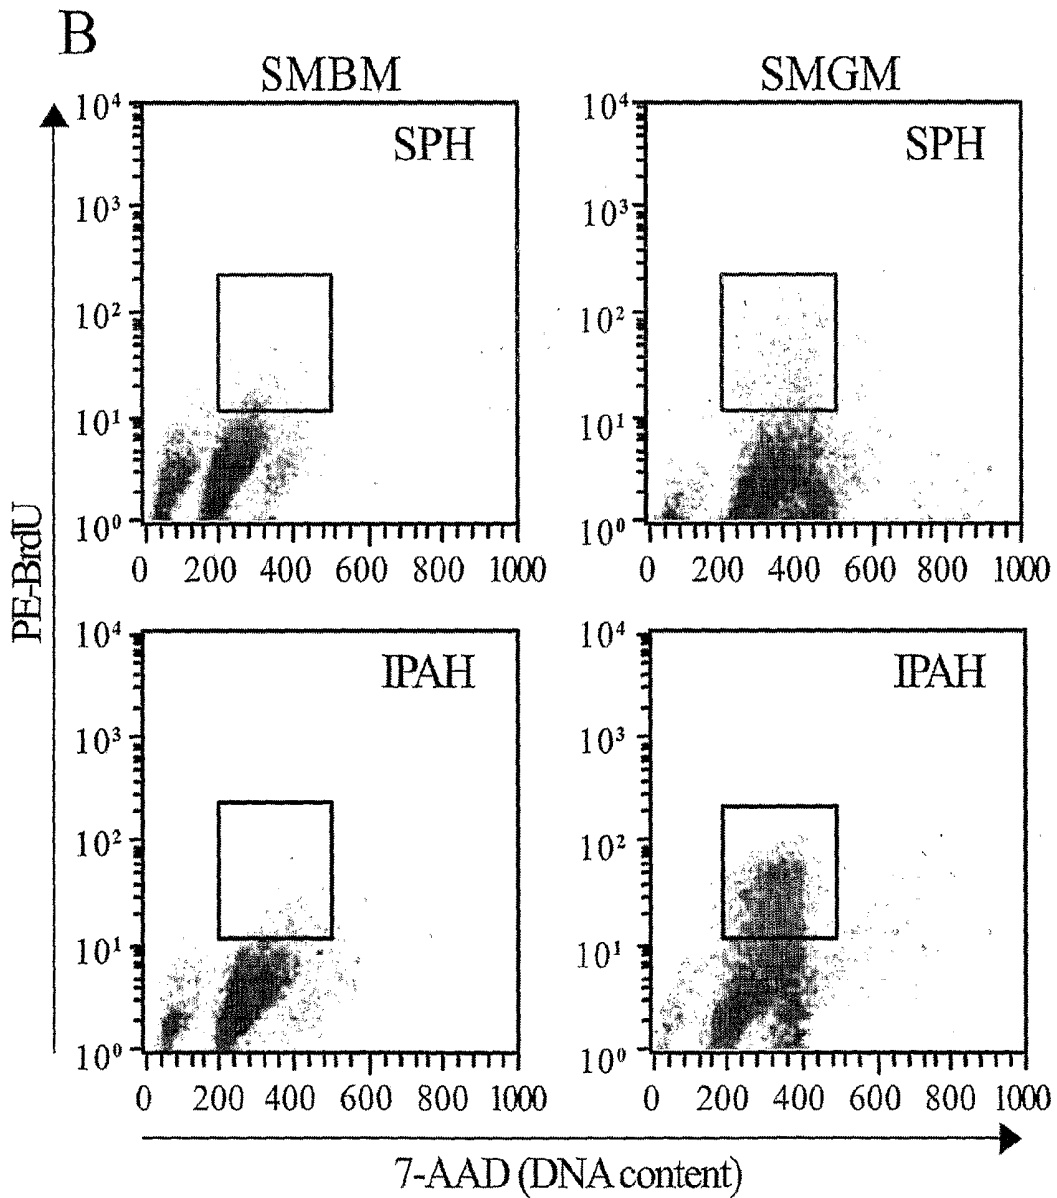 B
SMBM SMGM
10⁴ SPH 10⁴ SPH
10³ 10³
10² 10²
10¹ 10¹
10⁰ 10⁰
0 200 400 600 800 1000 0 200 400 600 800 1000
PE-BrdU
10⁴ IPAH 10⁴ IPAH
10³ 10³
10² 10²
10¹ 10¹
10⁰ 10⁰
0 200 400 600 800 1000 0 200 400 600 800 1000
7-AAD (DNA content)